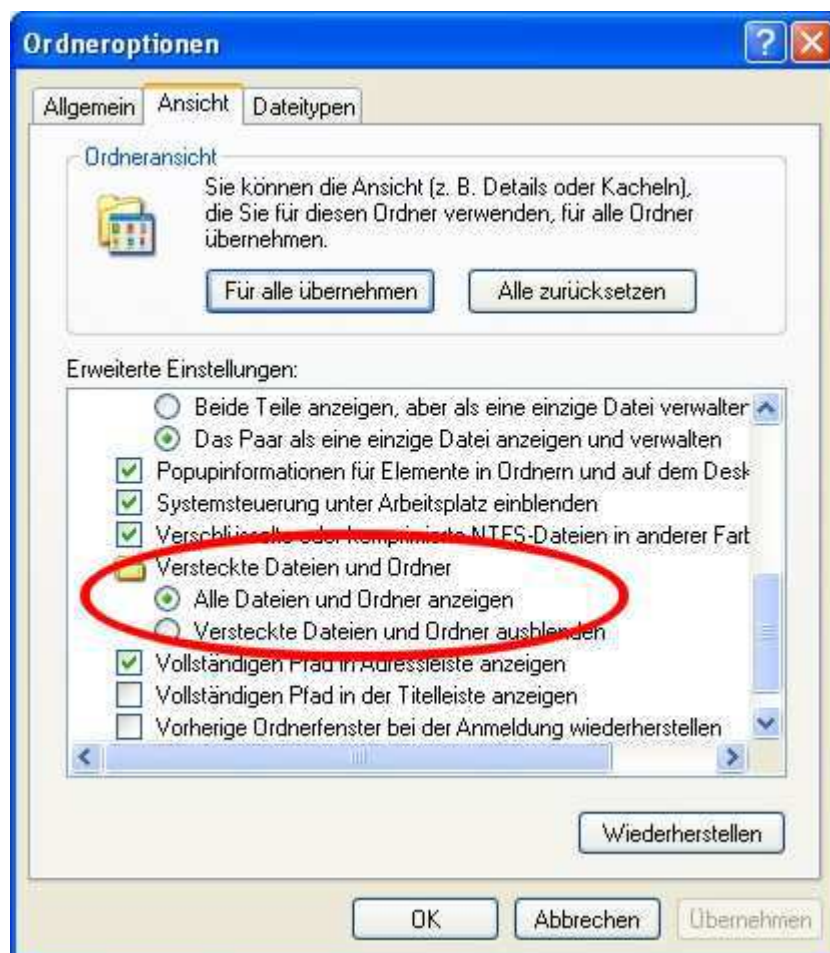 Ordneroptionen
Allgemein Ansicht Dateitypen
Ordneransicht
Sie können die Ansicht (z. B. Details oder Kacheln),
die Sie für diesen Ordner verwenden, für alle Ordner
übernehmen.
Für alle übernehmen Alle zurücksetzen
Erweiterte Einstellungen:
Beide Teile anzeigen, aber als eine einzige Datei verwalten
Das Paar als eine einzige Datei anzeigen und verwalten
Popupinformationen für Elemente in Ordnern und auf dem Desk
Systemsteuerung unter Arbeitsplatz einblenden
Verschlüsselte oder komprimierte NTFS-Dateien in anderer Farb
Versteckte Dateien und Ordner
Alle Dateien und Ordner anzeigen
Versteckte Dateien und Ordner ausblenden
Vollständigen Pfad in Adressleiste anzeigen
Vollständigen Pfad in der Titelleiste anzeigen
Vorherige Ordnerfenster bei der Anmeldung wiederherstellen
Wiederherstellen
OK Abbrechen Übernehmen